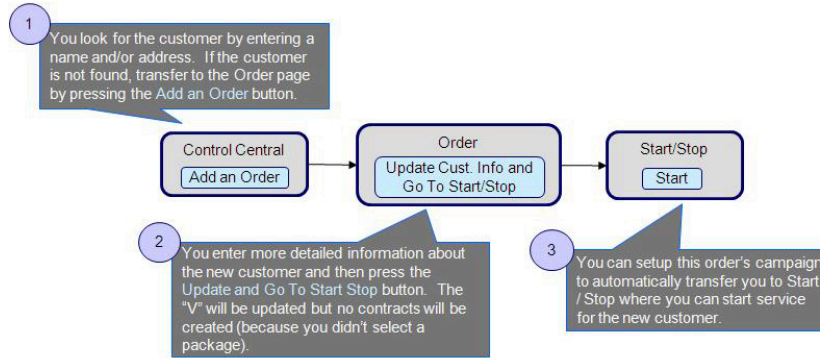 1
You look for the customer by entering a
name and/or address. If the customer
is not found, transfer to the Order page
by pressing the Add an Order button.
Control Central
Add an Order
Order
Update Cust. Info and
Go To Start/Stop
Start/Stop
Start
2
You enter more detailed information about
the new customer and then press the
Update and Go To Start Stop button. The
“V” will be updated but no contracts will be
created (because you didn’t select a
package).
3
You can setup this order’s campaign
to automatically transfer you to Start
/ Stop where you can start service
for the new customer.